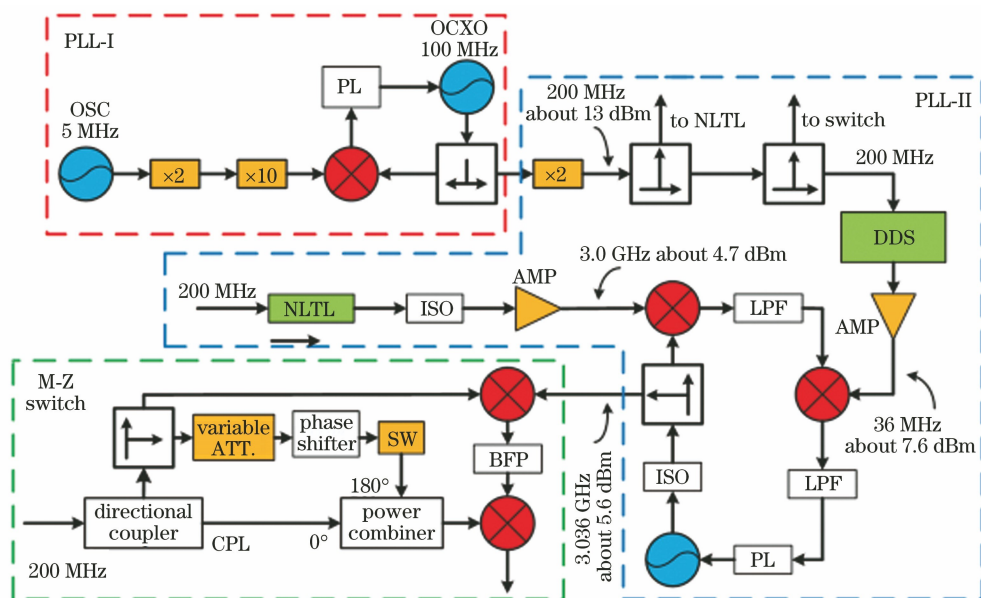 PLL-I
OCXO
100 MHz
OSC
5 MHz
PL
×2
×10
200 MHz
about 13 dBm
PLL-II
to NLTL
to switch
200 MHz
×2
DDS
AMP
36 MHz
about 7.6 dBm
3.0 GHz about 4.7 dBm
200 MHz
NLTL
ISO
AMP
LPF
LPF
PL
ISO
3.036 GHz
about 5.6 dBm
M-Z
switch
variable
ATT.
phase
shifter
SW
BFP
180°
directional
coupler
CPL
0°
power
combiner
200 MHz